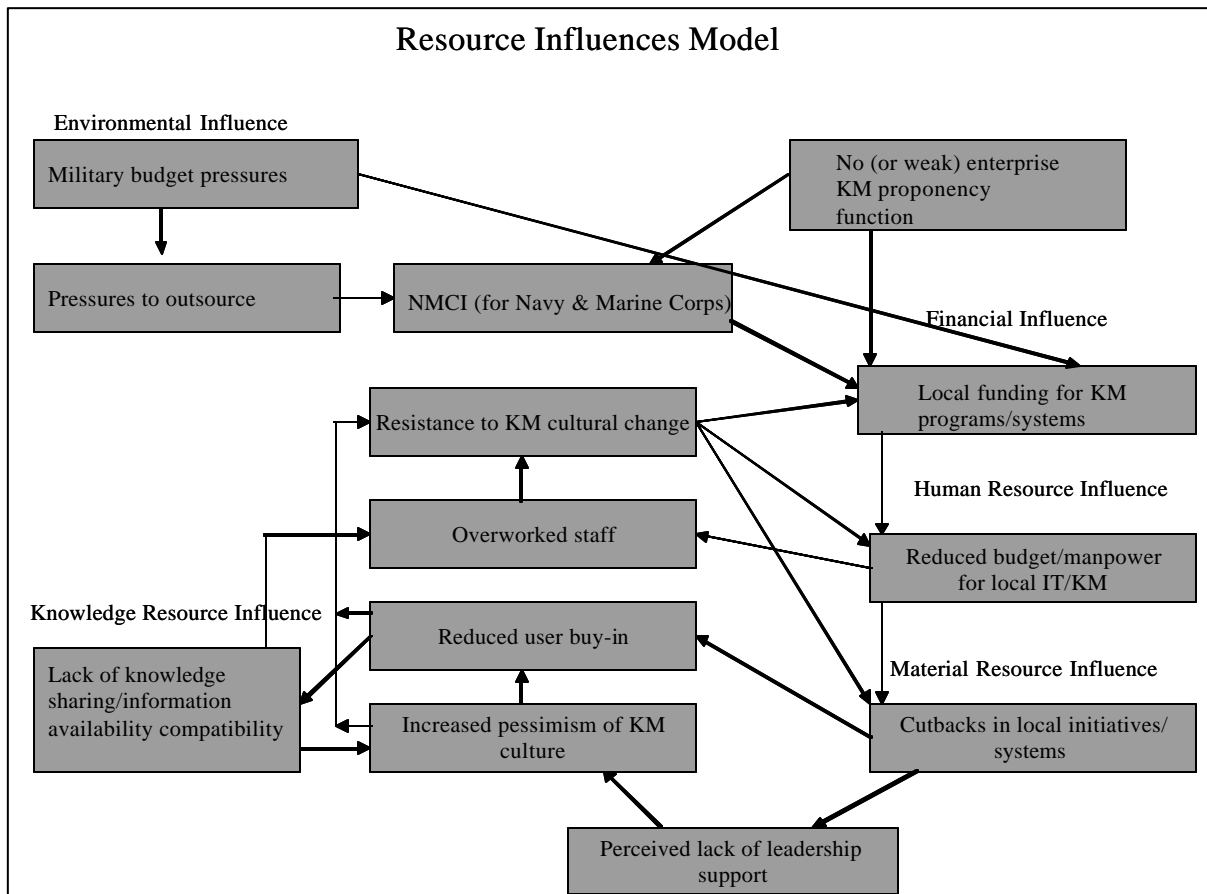 Resource Influences Model
Environmental Influence
Military budget pressures
No (or weak) enterprise
KM proponency
function
Pressures to outsource
NMCI (for Navy & Marine Corps)
Financial Influence
Local funding for KM
programs/systems
Resistance to KM cultural change
Human Resource Influence
Overworked staff
Reduced budget/manpower
for local IT/KM
Knowledge Resource Influence
Reduced user buy-in
Material Resource Influence
Lack of knowledge
sharing/information
availability compatibility
Increased pessimism of KM
culture
Cutbacks in local initiatives/
systems
Perceived lack of leadership
support